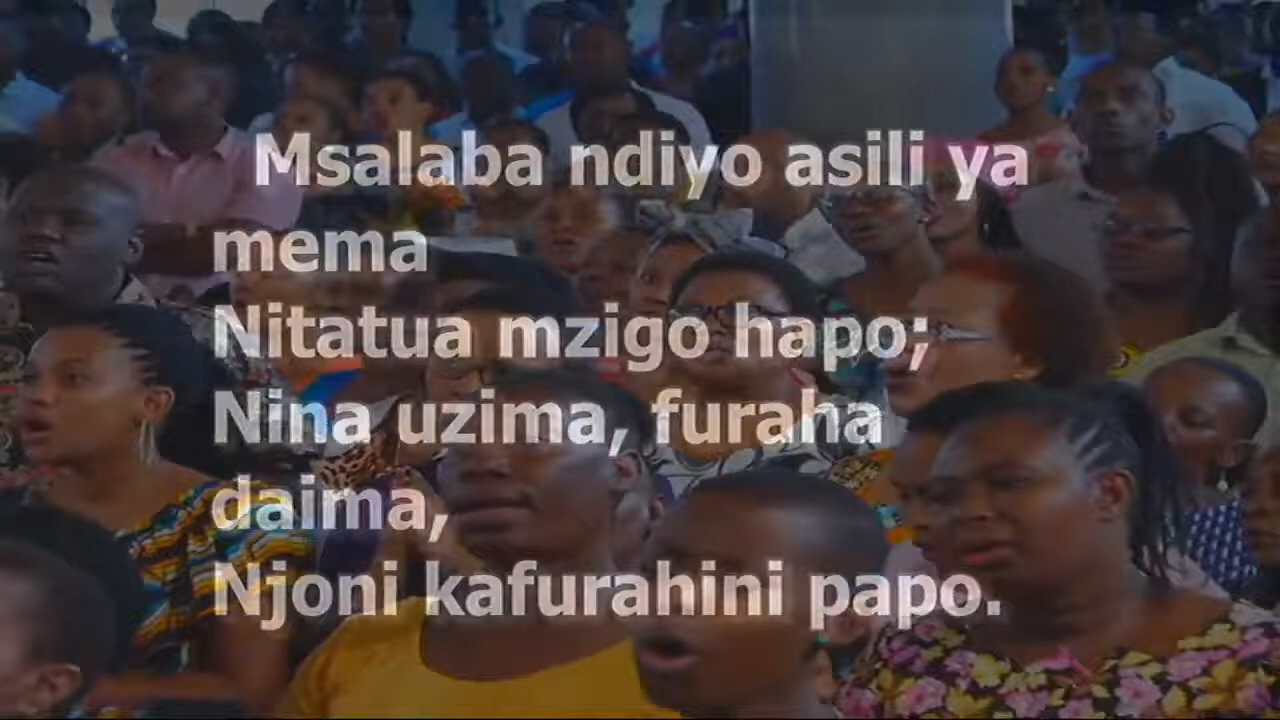 Msalaba ndiyo asili ya
mema
Nitatua mzigo hapo;
Nina uzima, furaha
daima,
Njoni kafurahini papo.